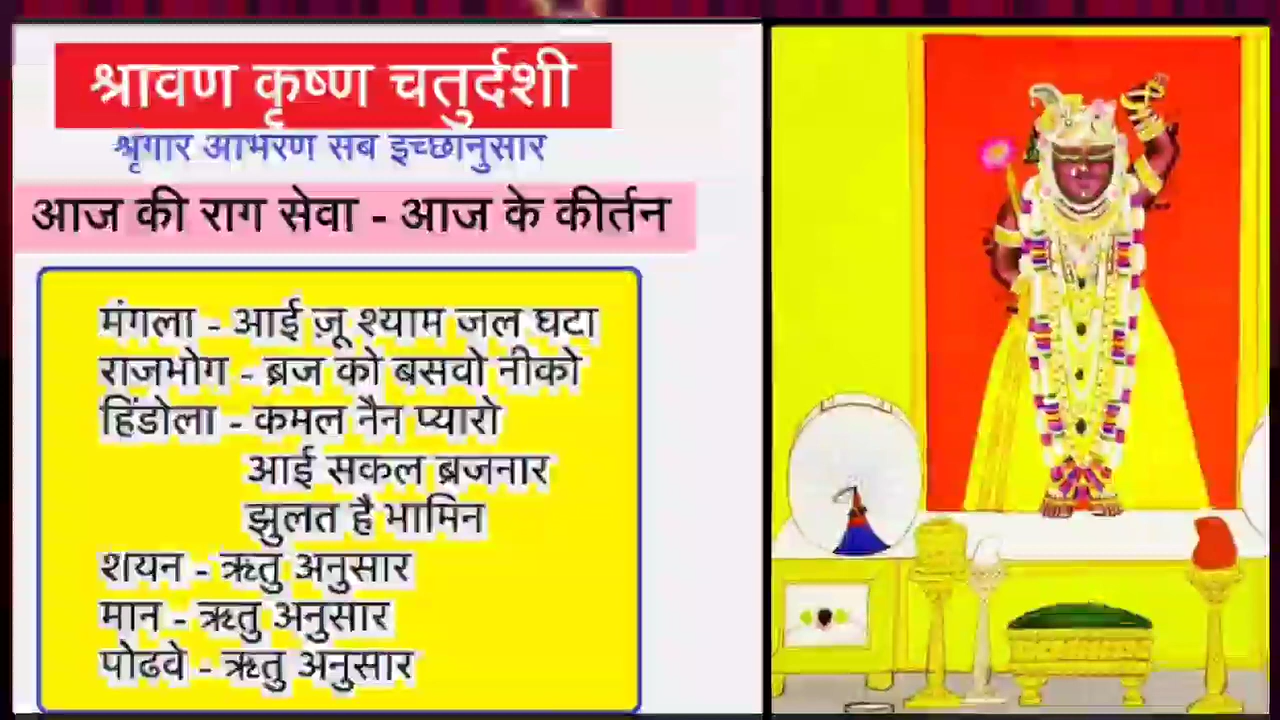 श्रावण कृष्ण चतुर्दशी
श्रृंगार आभरण सब इच्छानुसार
आज की राग सेवा - आज के कीर्तन
मंगला - आई ज़ू श्याम जल घटा
राजभोग - ब्रज को बसवो नीको
हिंडोला - कमल नैन प्यारो
आई सकल ब्रजनार
झुलत है भामिन
शयन - ऋतु अनुसार
मान - ऋतु अनुसार
पोढवे - ऋतु अनुसार